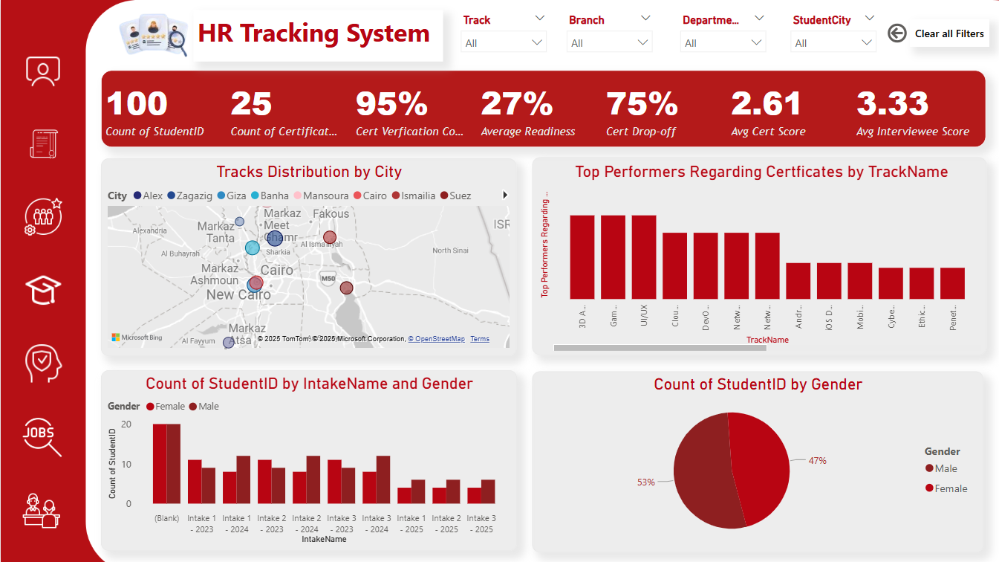 HR Tracking System
Track
All
Branch
All
Departme...
All
StudentCity
All
Clear all Filters
JOBS
100
Count of StudentID
25
Count of Certificat...
95%
Cert Verfication Co...
27%
Average Readiness
75%
Cert Drop-off
2.61
Avg Cert Score
3.33
Avg Interviewee Score
Tracks Distribution by City
City Alex Zagazig Giza Banha Mansoura Cairo Ismailia Suez
Markaz
Meet
Ghamr
Fakous
ISR
Alexandria
Markaz
Tanta
Al Ismailiyah
Al Buhayrah
Sharkia
North Sinai
Markaz
Ashmoun
Cairo
M50
New Cairo
Markaz
Atsa
Al Fayyum
Microsoft Bing
© 2025 TomTom, © 2025 Microsoft Corporation, © OpenStreetMap Terms
Top Performers Regarding Certficates by TrackName
Top Performers Regarding ...
3D A...
Gam...
UI/UX
Clou...
DevO...
Netw...
Netw...
Andr...
iOS D...
Mobi...
Cybe...
Ethic...
Penet...
TrackName
Count of StudentID by IntakeName and Gender
Gender Female Male
Count of StudentID
20
10
0
(Blank)
Intake 1
- 2023
Intake 1
- 2024
Intake 2
- 2023
Intake 2
- 2024
Intake 3
- 2023
Intake 3
- 2024
Intake 1
- 2025
Intake 2
- 2025
Intake 3
- 2025
IntakeName
Count of StudentID by Gender
47%
53%
Gender
Male
Female